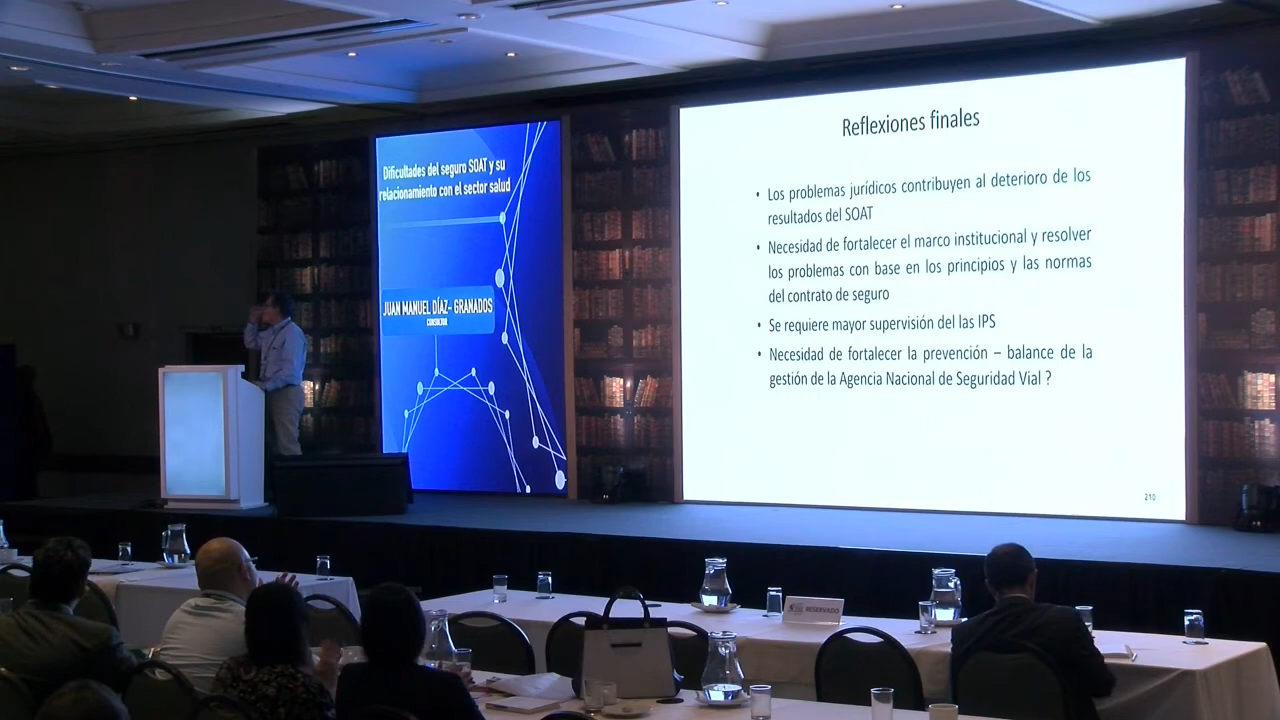 Dificultades del seguro SOAT y su
relacionamiento con el sector salud
JUAN MANUEL DÍAZ- GRANADOS
CONSULTOR
Reflexiones finales
• Los problemas jurídicos contribuyen al deterioro de los
resultados del SOAT
• Necesidad de fortalecer el marco institucional y resolver
los problemas con base en los principios y las normas
del contrato de seguro
• Se requiere mayor supervisión del las IPS
• Necesidad de fortalecer la prevención – balance de la
gestión de la Agencia Nacional de Seguridad Vial ?
210
RESERVADO